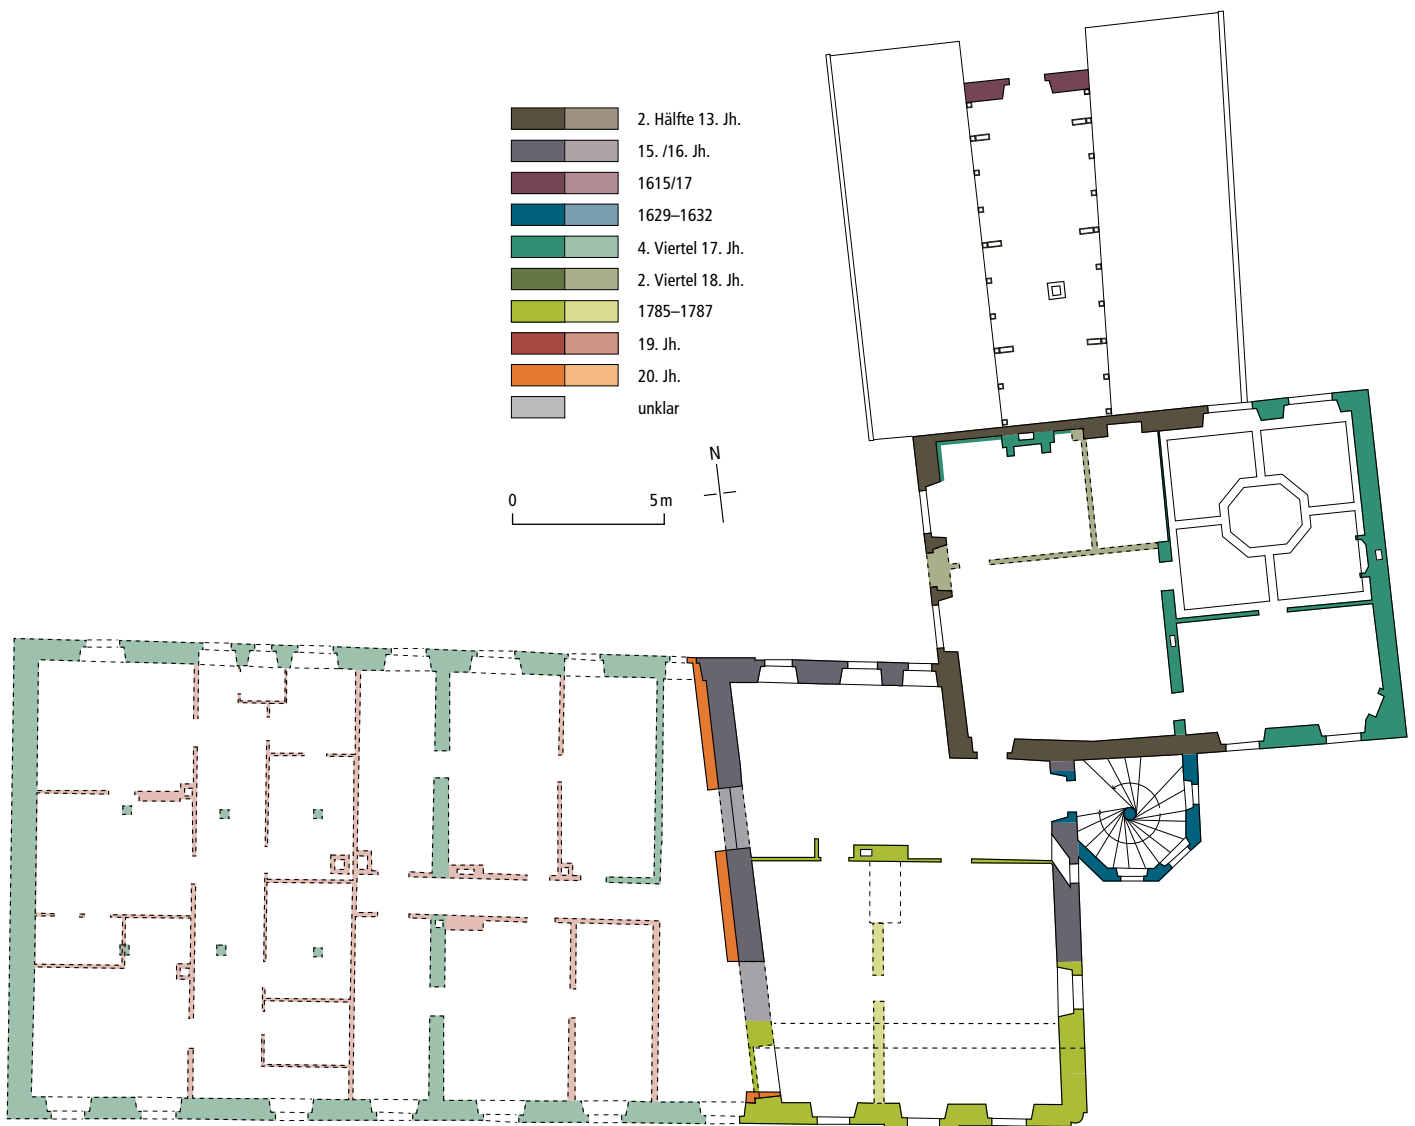 2. Hälfte 13. Jh.
15. /16. Jh.
1615/17
1629–1632
4. Viertel 17. Jh.
2. Viertel 18. Jh.
1785–1787
19. Jh.
20. Jh.
unklar
N
0 5 m